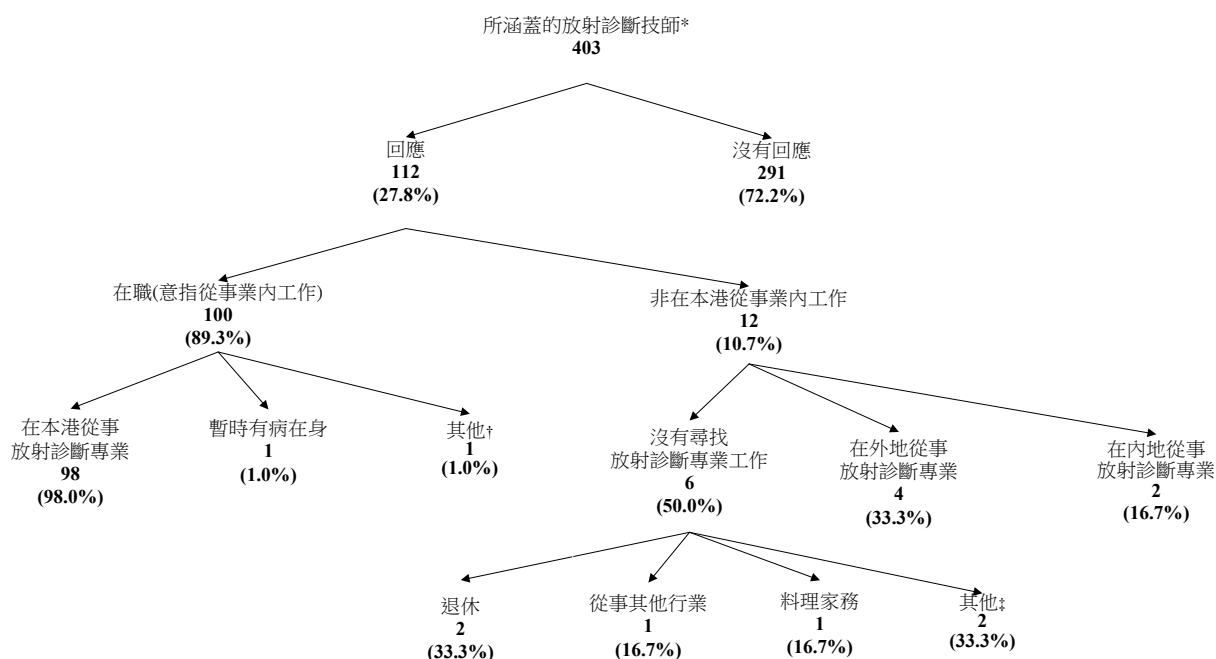 所涵蓋的放射診斷技師*
403
回應
112
(27.8%)
沒有回應
291
(72.2%)
在職(意指從事業內工作)
100
(89.3%)
非在本港從事業內工作
12
(10.7%)
在本港從事
放射診斷專業
98
(98.0%)
暫時有病在身
1
(1.0%)
其他†
1
(1.0%)
沒有尋找
放射診斷專業工作
6
(50.0%)
在外地從事
放射診斷專業
4
(33.3%)
在內地從事
放射診斷專業
2
(16.7%)
退休
2
(33.3%)
從事其他行業
1
(16.7%)
料理家務
1
(16.7%)
其他‡
2
(33.3%)